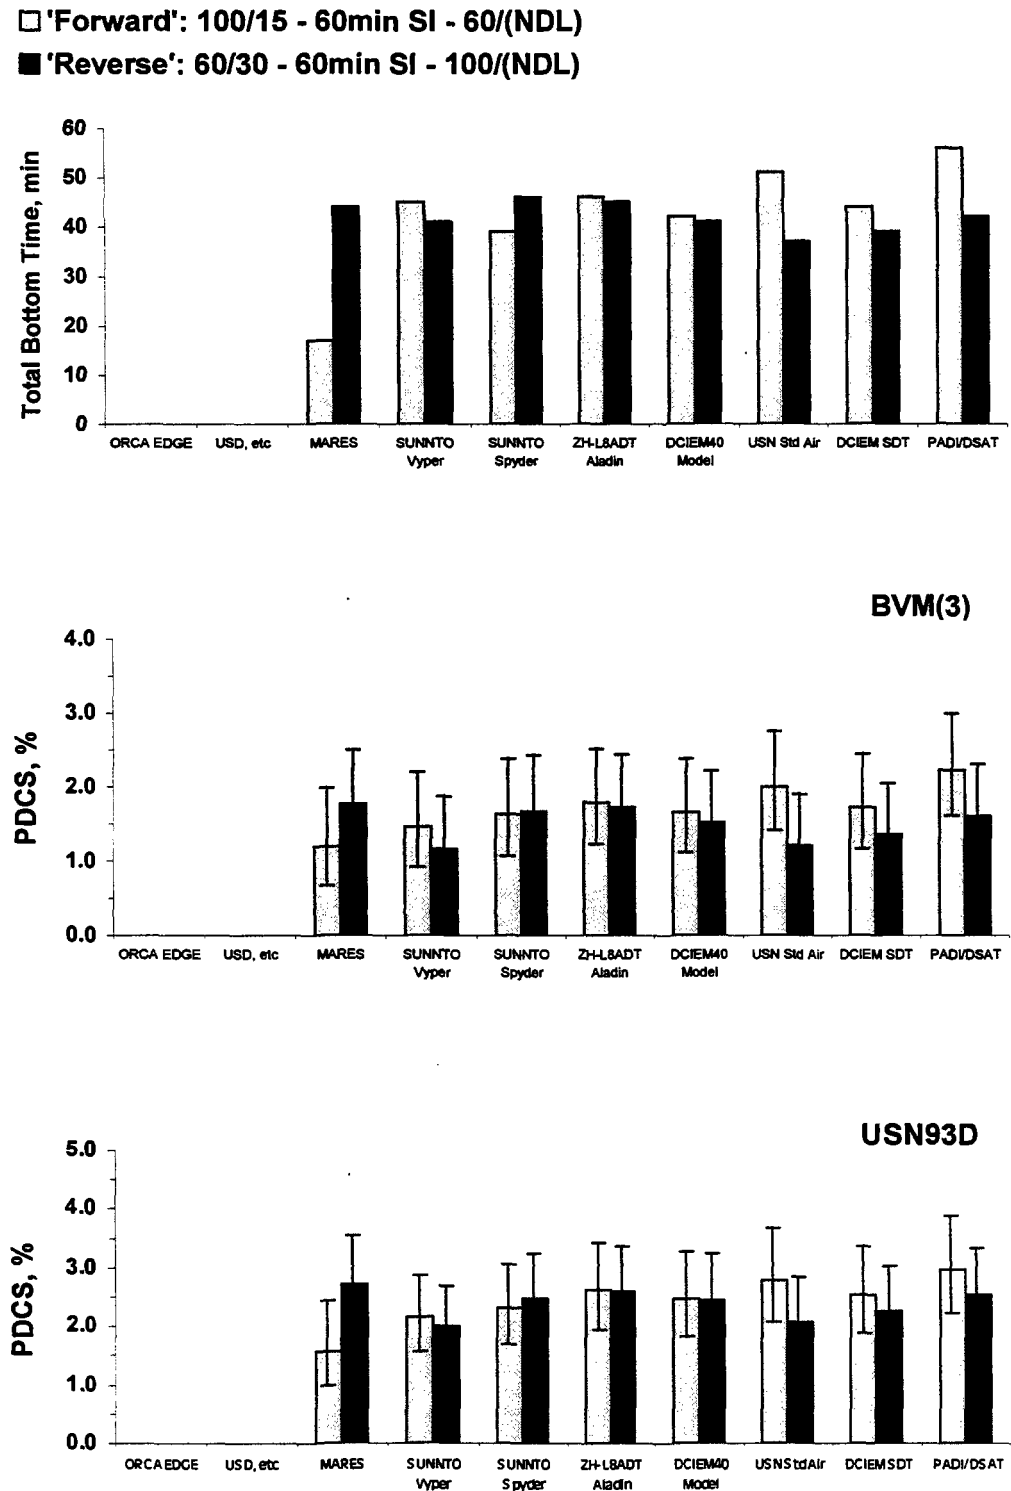 'Forward': 100/15 - 60min SI - 60/(NDL)
'Reverse': 60/30 - 60min SI - 100/(NDL)
Total Bottom Time, min
60
50
40
30
20
10
0
ORCA EDGE USD, etc MARES SUNNTO SUNNTO ZH-L8ADT DCIEM40 USN Std Air DCIEM SDT PADI/DSAT
Vyper Spyder Aladin Model
BVM(3)
PDCS, %
4.0
3.0
2.0
1.0
0.0
ORCA EDGE USD, etc MARES SUNNTO SUNNTO ZH-L8ADT DCIEM40 USN Std Air DCIEM SDT PADI/DSAT
Vyper Spyder Aladin Model
USN93D
PDCS, %
5.0
4.0
3.0
2.0
1.0
0.0
ORCA EDGE USD, etc MARES SUNNTO SUNNTO ZH-L8ADT DCIEM40 USN Std Air DCIEM SDT PADI/DSAT
Vyper Spyder Aladin Model